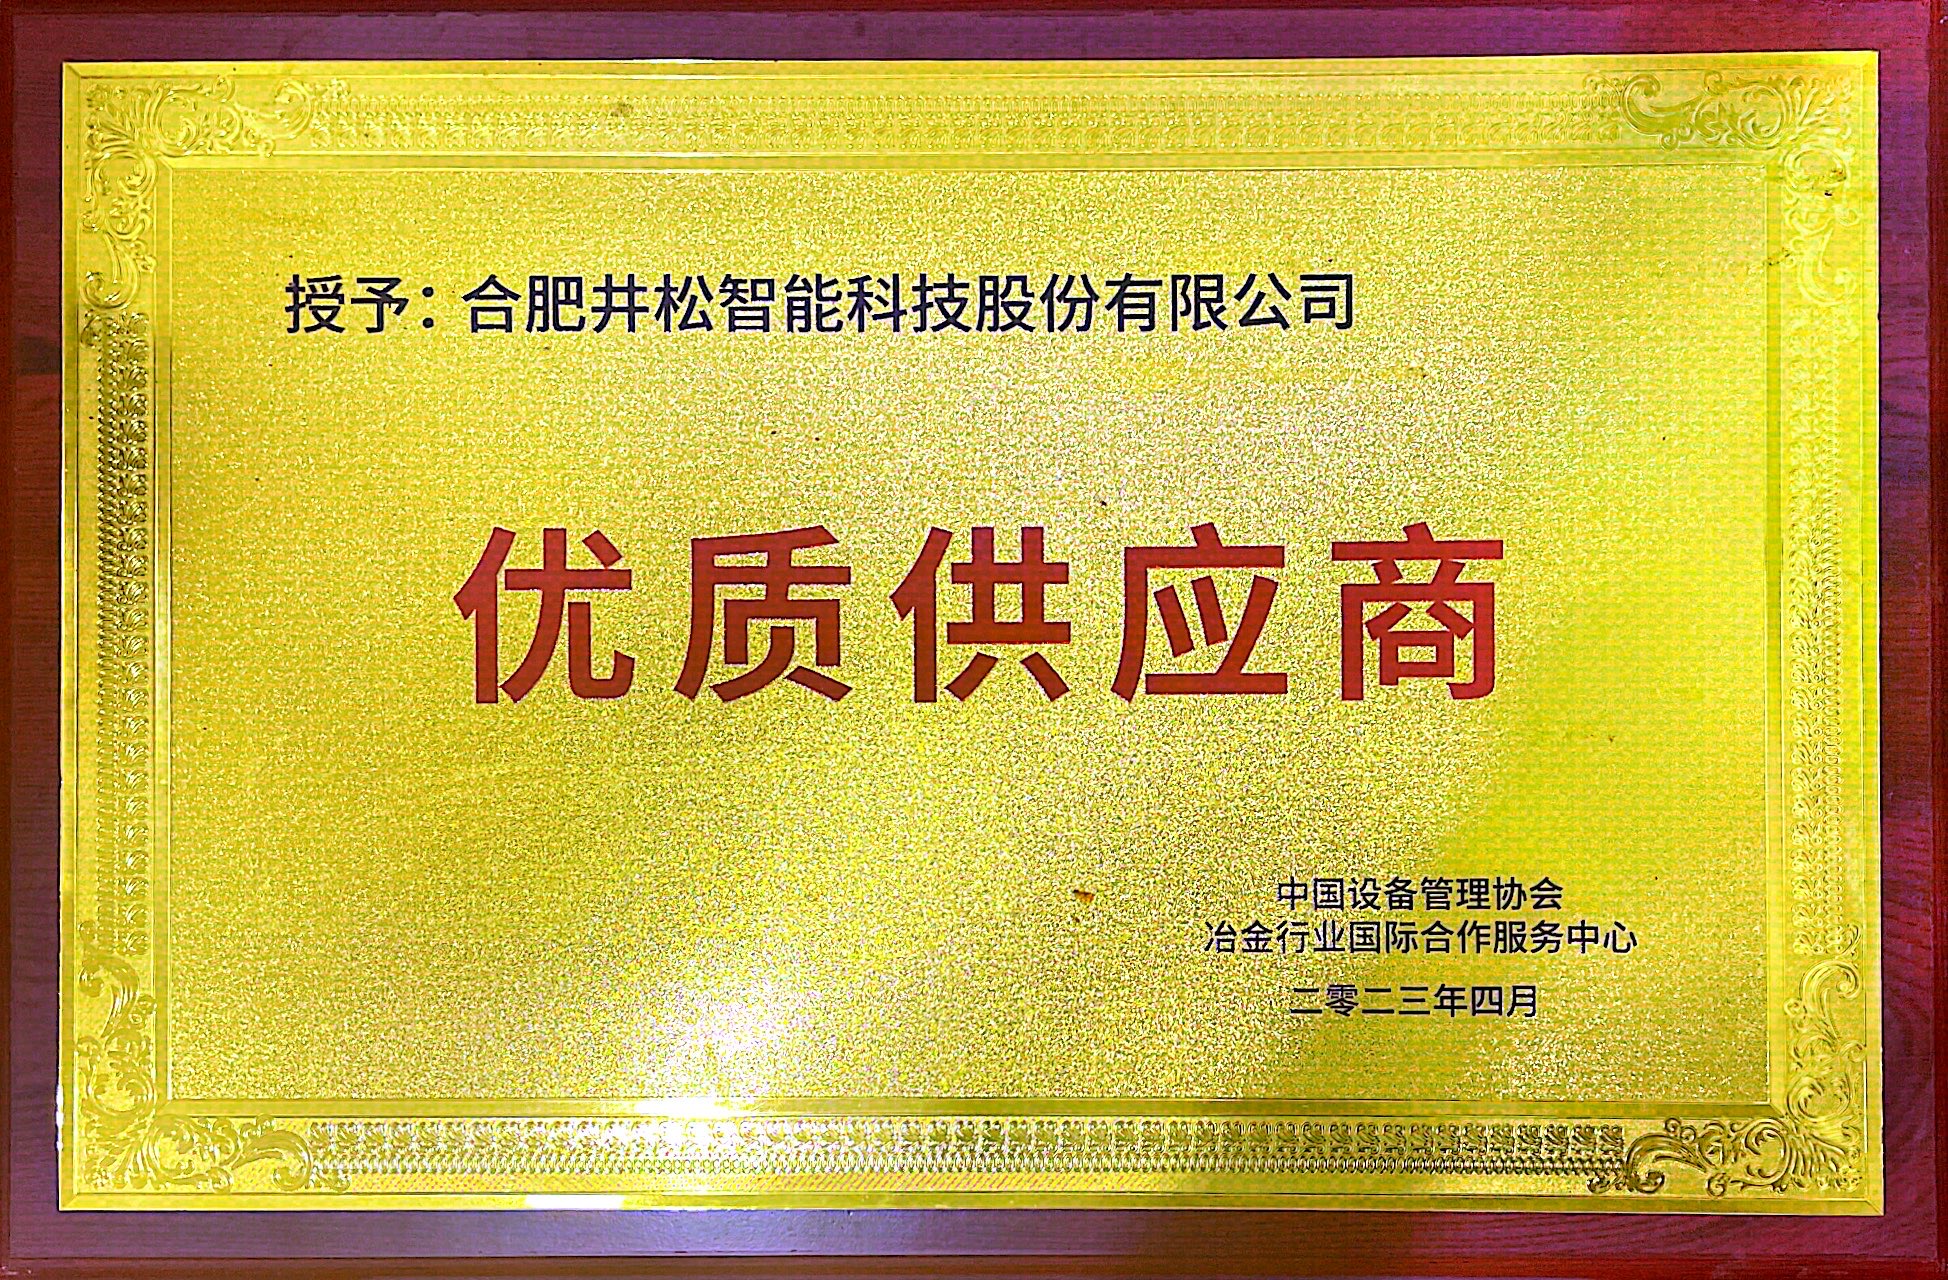 授予：合肥井松智能科技股份有限公司
优质供应商
中国设备管理协会
冶金行业国际合作服务中心
二零二三年四月